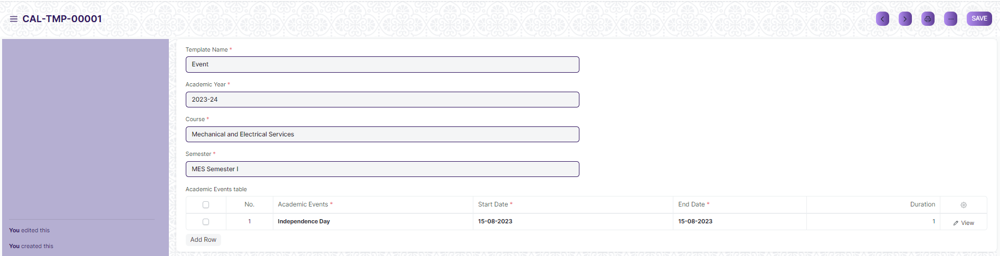 CAL-TMP-00001
SAVE
Template Name *
Event
Academic Year *
2023-24
Course *
Mechanical and Electrical Services
Semester *
MES Semester I
Academic Events table
No. Academic Events * Start Date * End Date * Duration
1 Independence Day 15-08-2023 15-08-2023 1 View
Add Row
You edited this
You created this